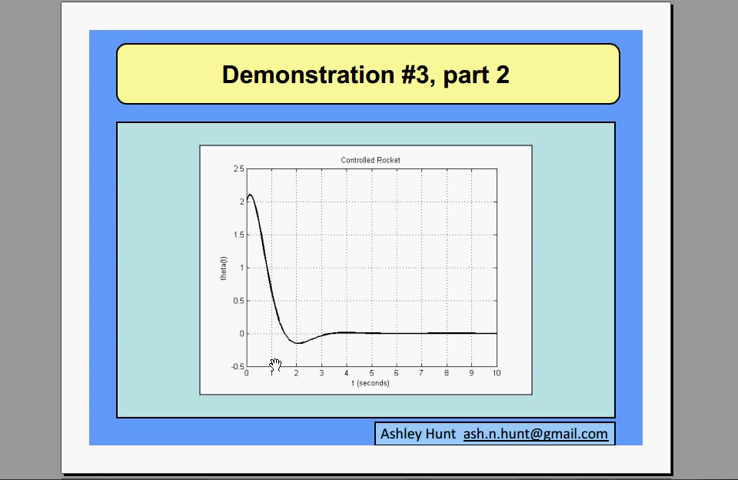 Demonstration #3, part 2
Controlled Rocket
2.5
2
1.5
1
0.5
0
-0.5
theta(t)
0 1 2 3 4 5 6 7 8 9 10
t (seconds)
Ashley Hunt ash.n.hunt@gmail.com